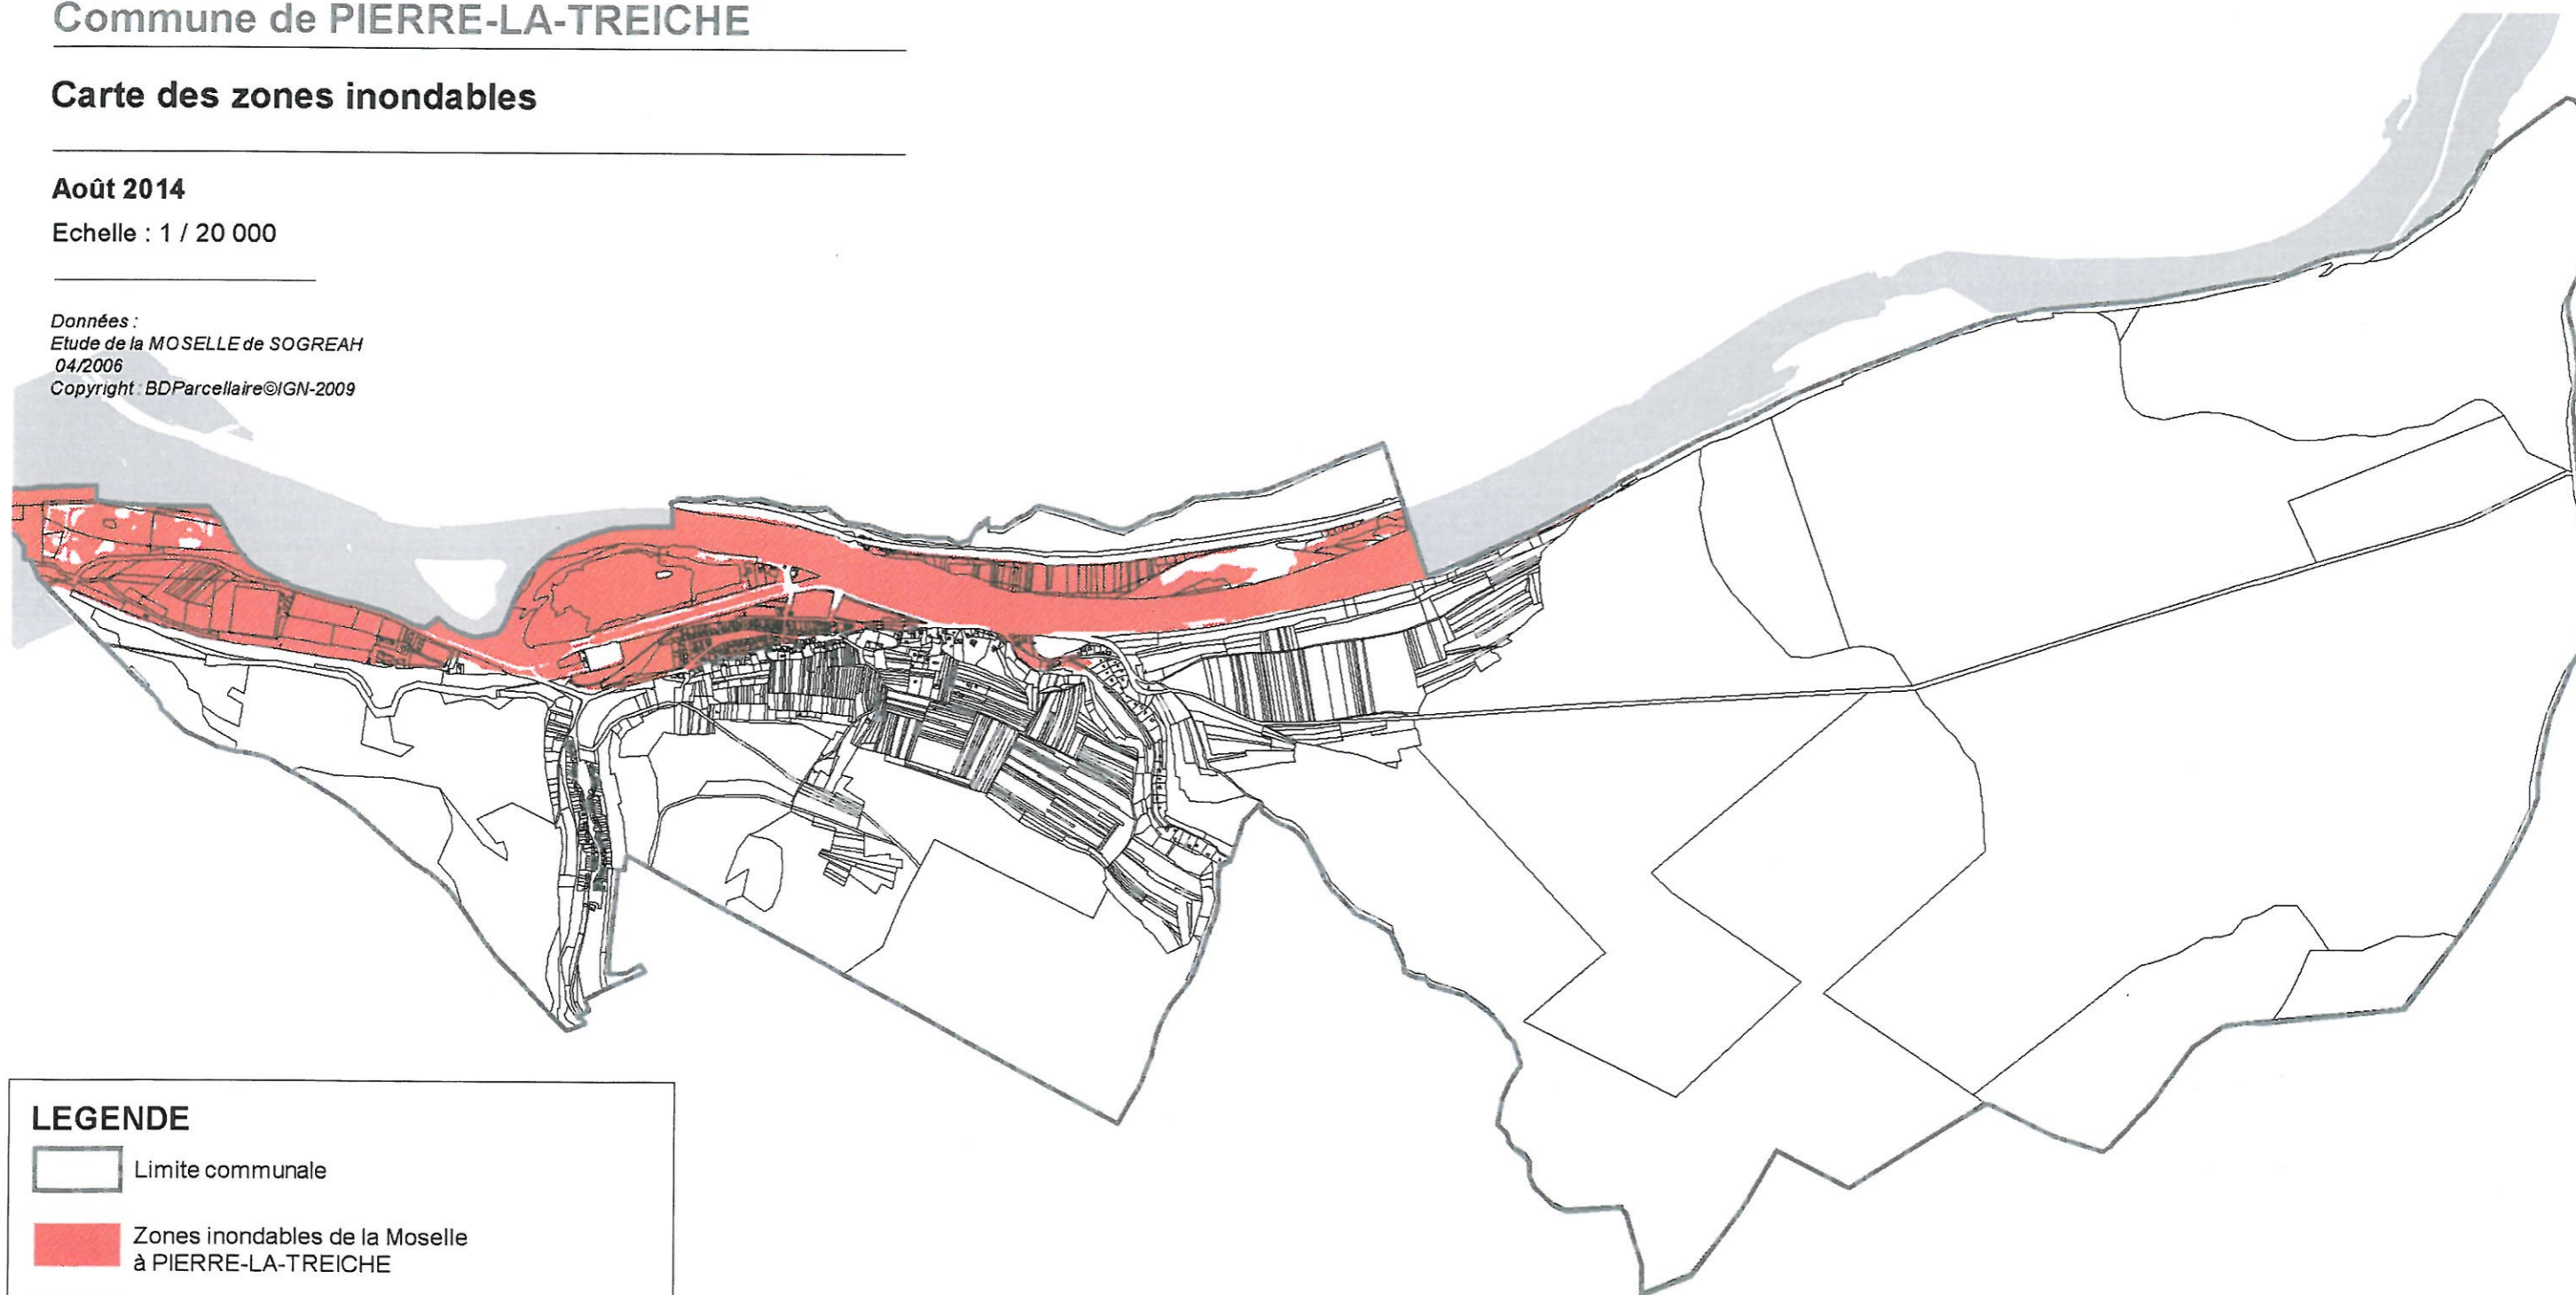 Commune de PIERRE-LA-TREICHE
Carte des zones inondables
Août 2014
Echelle : 1 / 20 000
Données :
Etude de la MOSELLE de SOGREAH
04/2006
Copyright : BDParcellaire©IGN-2009
LEGENDE
Limite communale
Zones inondables de la Moselle
à PIERRE-LA-TREICHE